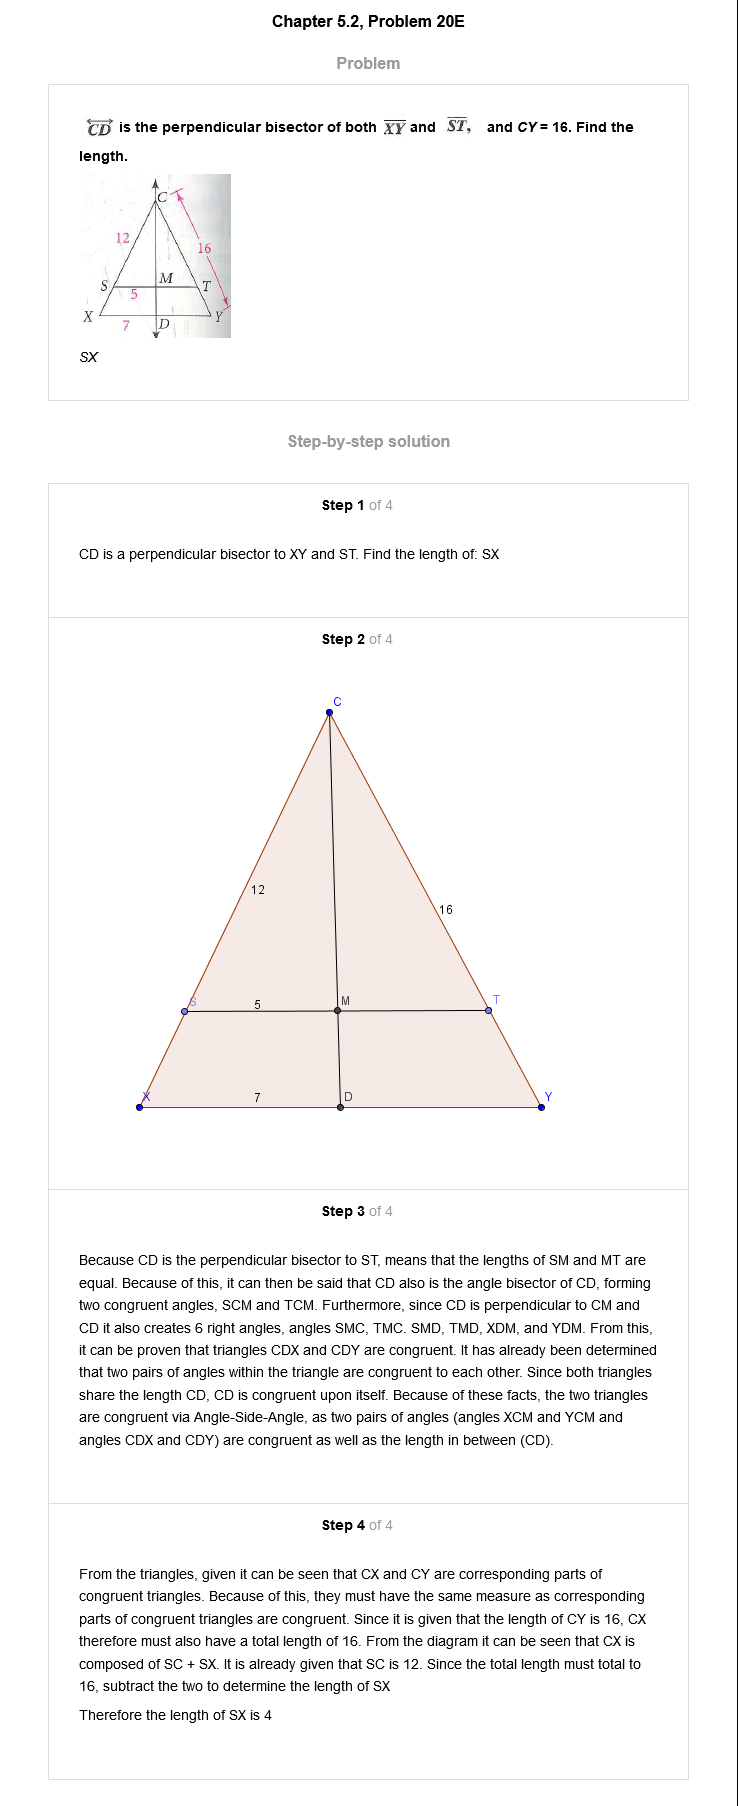 Chapter 5.2, Problem 20E
Problem
CD is the perpendicular bisector of both XY and ST, and CY = 16. Find the
length.
C
12
16
S
M
T
5
X
7
D
Y
SX
Step-by-step solution
Step 1 of 4
CD is a perpendicular bisector to XY and ST. Find the length of: SX
Step 2 of 4
C
12
16
S
5
M
T
X
7
D
Y
Step 3 of 4
Because CD is the perpendicular bisector to ST, means that the lengths of SM and MT are
equal. Because of this, it can then be said that CD also is the angle bisector of CD, forming
two congruent angles, SCM and TCM. Furthermore, since CD is perpendicular to CM and
CD it also creates 6 right angles, angles SMC, TMC. SMD, TMD, XDM, and YDM. From this,
it can be proven that triangles CDX and CDY are congruent. It has already been determined
that two pairs of angles within the triangle are congruent to each other. Since both triangles
share the length CD, CD is congruent upon itself. Because of these facts, the two triangles
are congruent via Angle-Side-Angle, as two pairs of angles (angles XCM and YCM and
angles CDX and CDY) are congruent as well as the length in between (CD).
Step 4 of 4
From the triangles, given it can be seen that CX and CY are corresponding parts of
congruent triangles. Because of this, they must have the same measure as corresponding
parts of congruent triangles are congruent. Since it is given that the length of CY is 16, CX
therefore must also have a total length of 16. From the diagram it can be seen that CX is
composed of SC + SX. It is already given that SC is 12. Since the total length must total to
16, subtract the two to determine the length of SX
Therefore the length of SX is 4